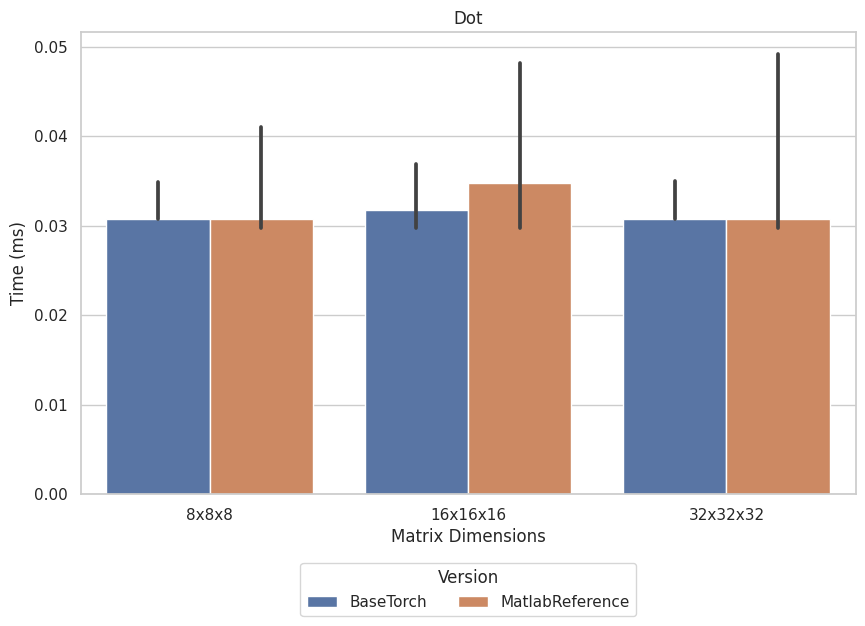 Dot
0.05
0.04
0.03
0.02
0.01
0.00
Time (ms)
8x8x8 16x16x16 32x32x32
Matrix Dimensions
Version
BaseTorch MatlabReference